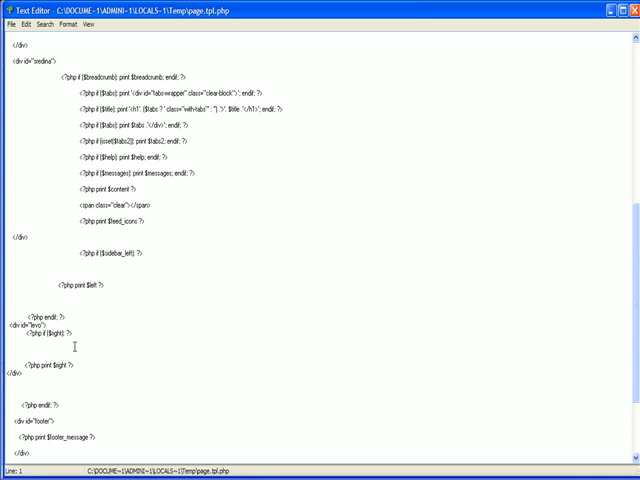 Text Editor - C:\DOCUME~1\ADMINI~1\LOCALS~1\Temp\page.tpl.php
File Edit Search Format View
</div>
<div id="sredina">
<?php if ($breadcrumb): print $breadcrumb; endif; ?>
<?php if ($tabs): print '<div id="tabs-wrapper" class="clear-block">'; endif; ?>
<?php if ($title): print '<h1'. ($tabs ? ' class="with-tabs"' : '') .'>'. $title .'</h1>'; endif; ?>
<?php if ($tabs): print $tabs .'</div>'; endif; ?>
<?php if (isset($tabs2)): print $tabs2; endif; ?>
<?php if ($help): print $help; endif; ?>
<?php if ($messages): print $messages; endif; ?>
<?php print $content ?>
<span class="clear"></span>
<?php print $feed_icons ?>
</div>
<?php if ($sidebar_left): ?>
<?php print $left ?>
<?php endif; ?>
<div id="levo">
<?php if ($right): ?>
<?php print $right ?>
</div>
<?php endif; ?>
<div id="footer">
<?php print $footer_message ?>
</div>
Line: 1
C:\DOCUME~1\ADMINI~1\LOCALS~1\Temp\page.tpl.php